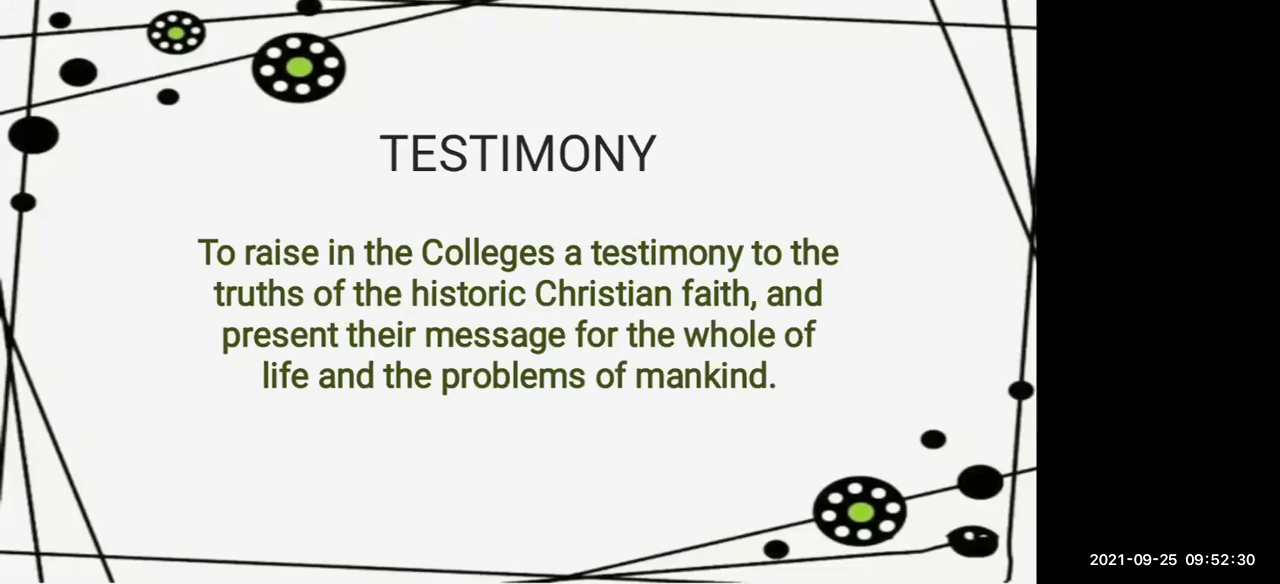 TESTIMONY
To raise in the Colleges a testimony to the
truths of the historic Christian faith, and
present their message for the whole of
life and the problems of mankind.
2021-09-25 09:52:30